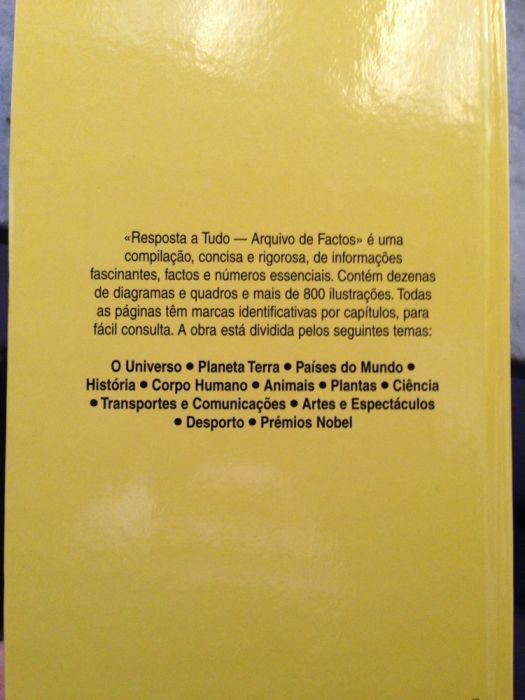 «Resposta a Tudo — Arquivo de Factos» é uma
compilação, concisa e rigorosa, de informações
fascinantes, factos e números essenciais. Contém dezenas
de diagramas e quadros e mais de 800 ilustrações. Todas
as páginas têm marcas identificativas por capítulos, para
fácil consulta. A obra está dividida pelos seguintes temas:
O Universo ● Planeta Terra ● Países do Mundo ●
História ● Corpo Humano ● Animais ● Plantas ● Ciência
● Transportes e Comunicações ● Artes e Espectáculos
● Desporto ● Prémios Nobel